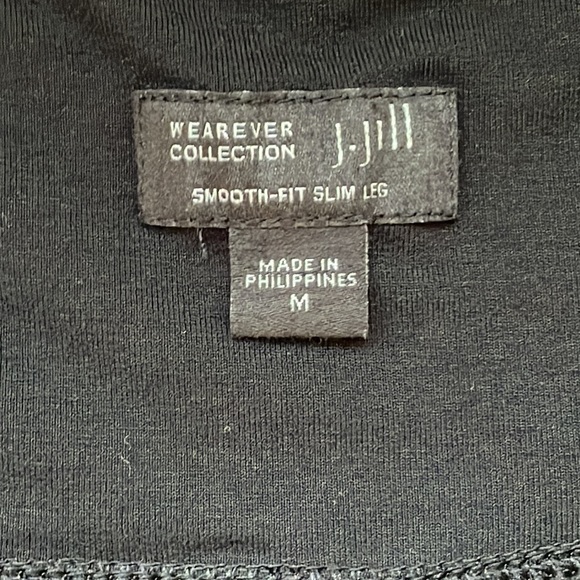 WEAREVER
COLLECTION
J.Jill
SMOOTH-FIT SLIM LEG
MADE IN
PHILIPPINES
M